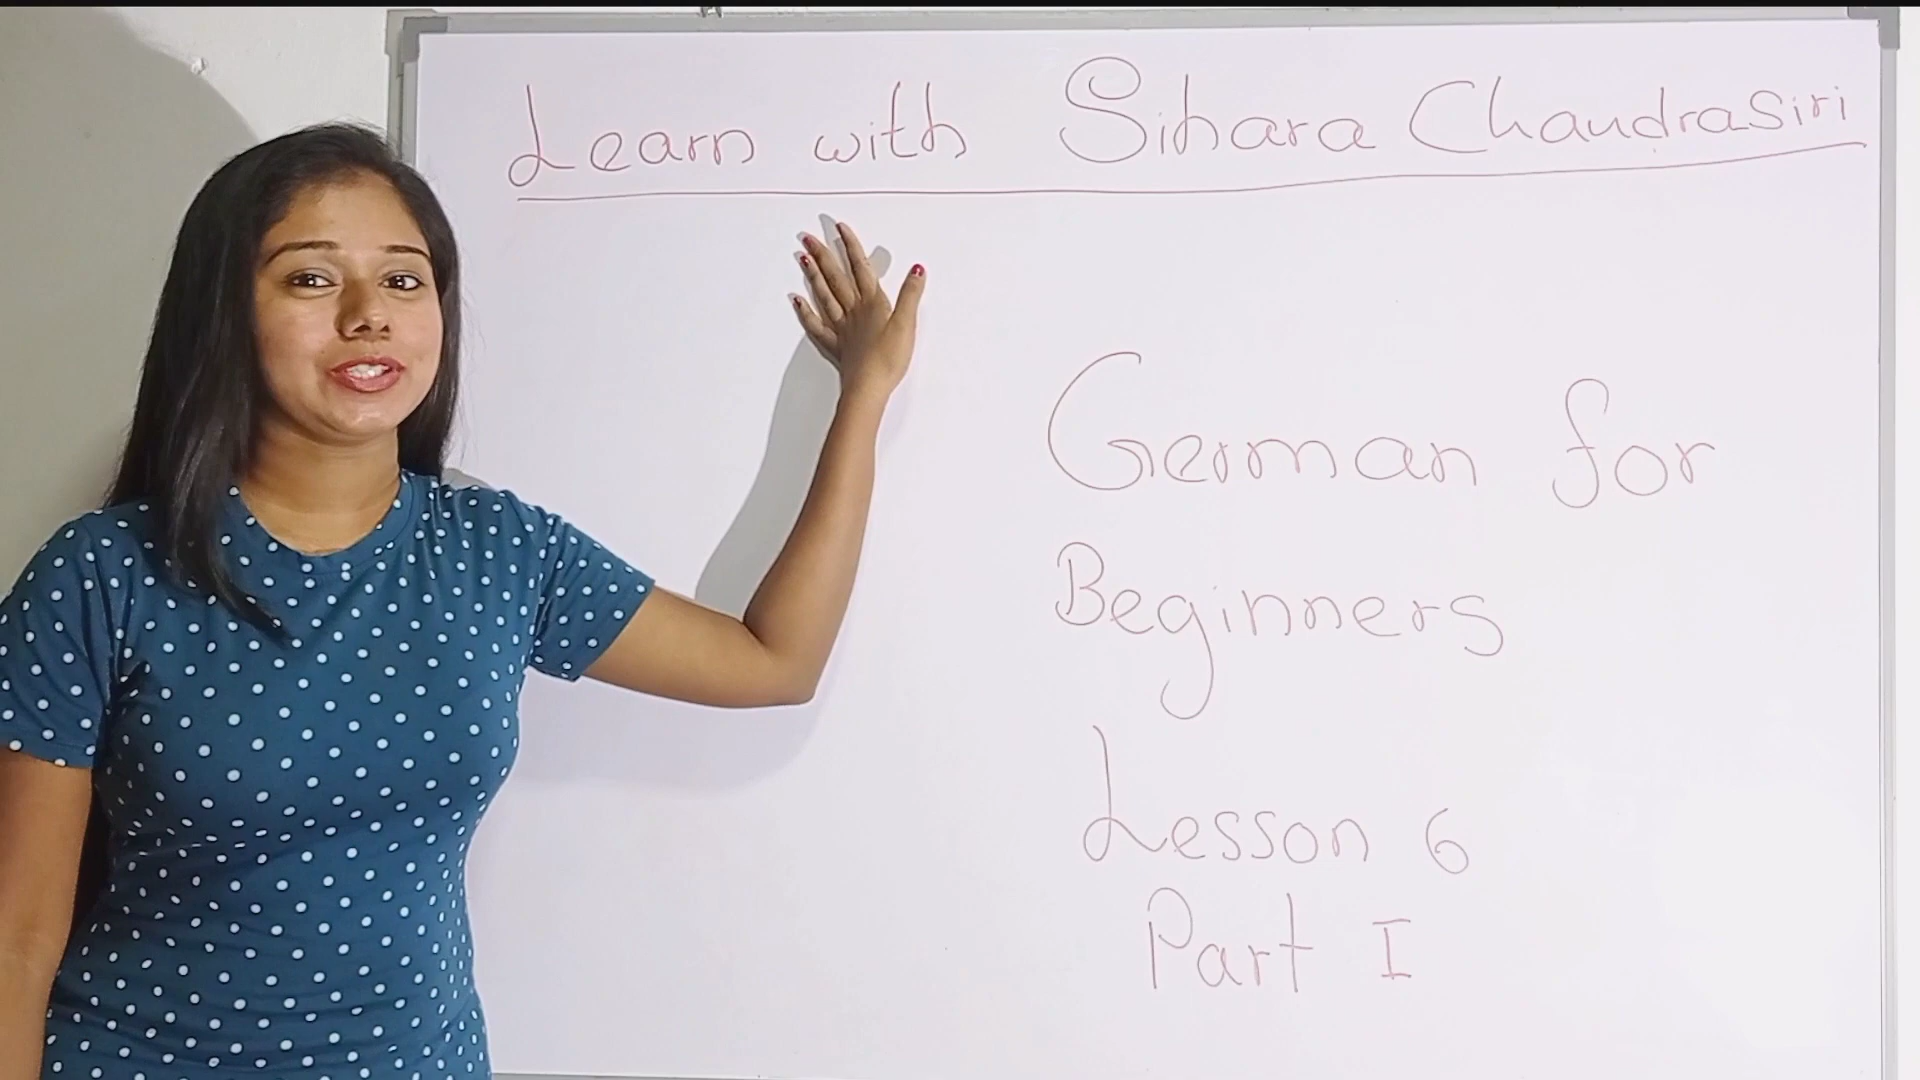 Learn with Sihara Chandrasiri
German for
Beginners
Lesson 6
Part I